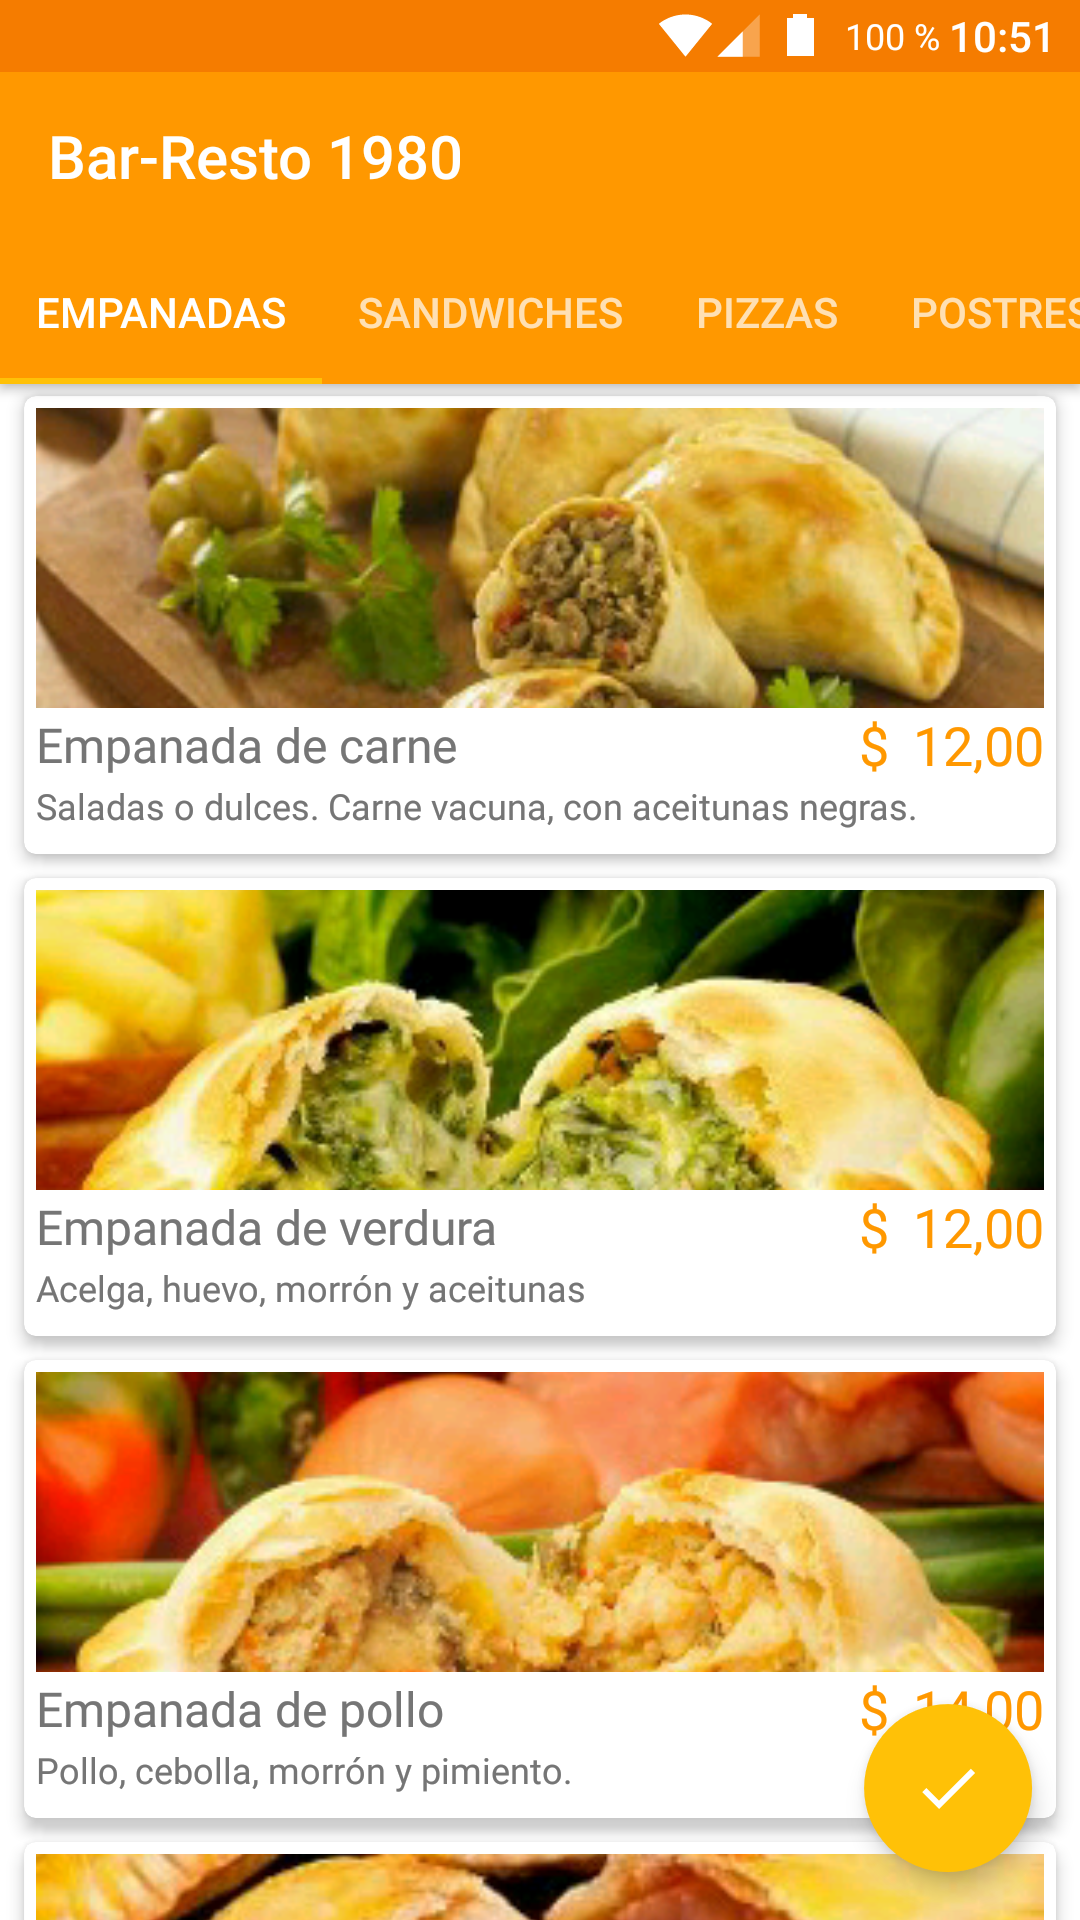 100 % 10:51
Bar-Resto 1980
EMPANADAS SANDWICHES PIZZAS POSTRES
Empanada de carne $ 12,00
Saladas o dulces. Carne vacuna, con aceitunas negras.
Empanada de verdura $ 12,00
Acelga, huevo, morrón y aceitunas
Empanada de pollo $ 14,00
Pollo, cebolla, morrón y pimiento.